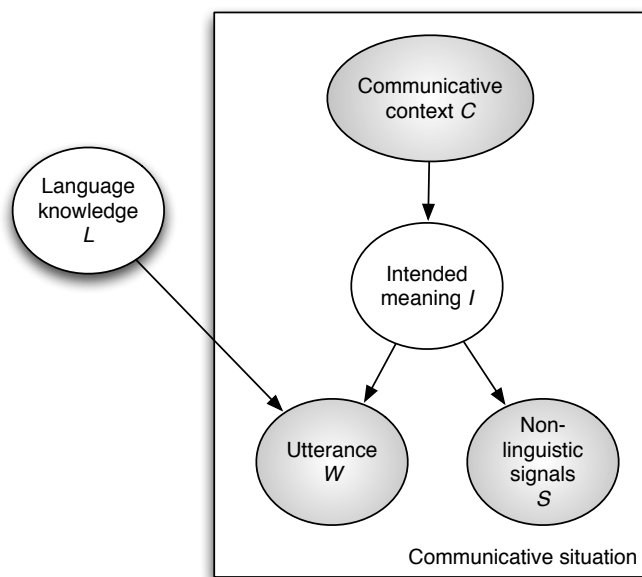 Communicative
context C
Language
knowledge
L
Intended
meaning I
Utterance
W
Non-
linguistic
signals
S
Communicative situation